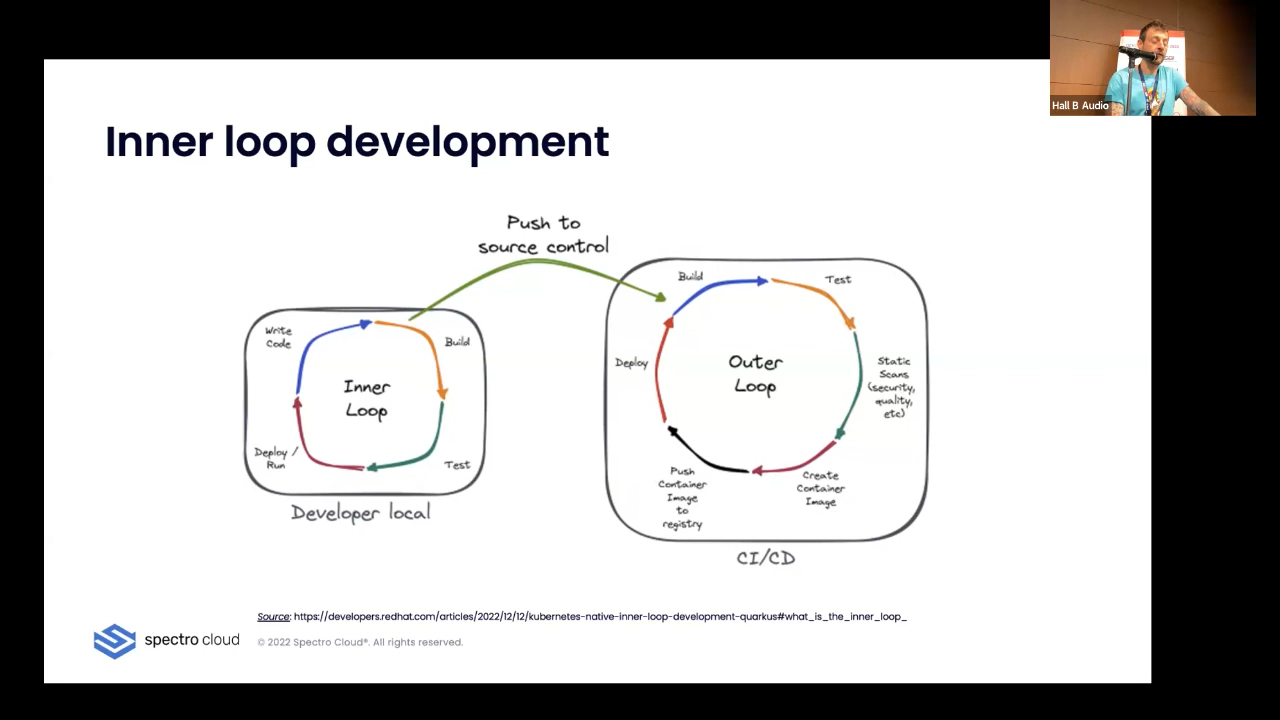 Hall B Audio
Inner loop development
Push to
source control
Write
Code
Build
Inner
Loop
Deploy /
Run
Test
Developer local
Build
Test
Deploy
Outer
Loop
Static
Scans
(security,
quality,
etc)
Push
Container
Image
to
registry
Create
Container
Image
CI/CD
Source: https://developers.redhat.com/articles/2022/12/12/kubernetes-native-inner-loop-development-quarkus#what_is_the_inner_loop_
spectro cloud
© 2022 Spectro Cloud®. All rights reserved.